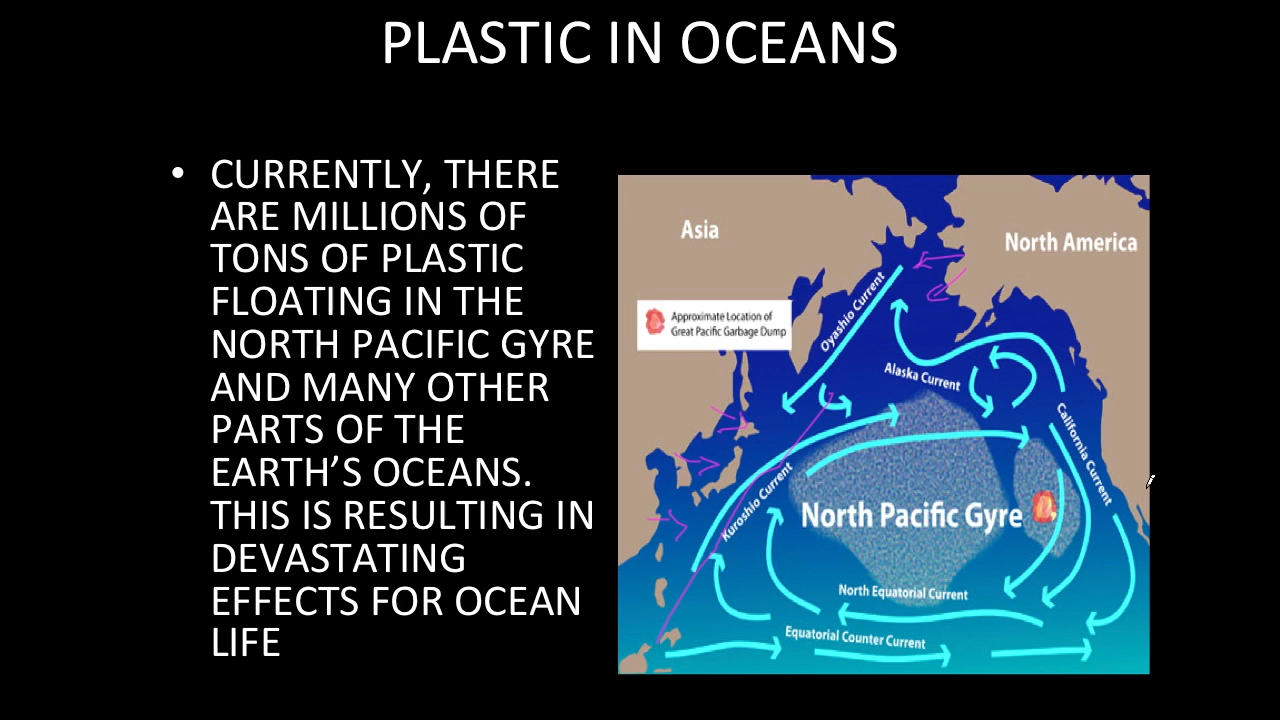 PLASTIC IN OCEANS
• CURRENTLY, THERE
ARE MILLIONS OF
TONS OF PLASTIC
FLOATING IN THE
NORTH PACIFIC GYRE
AND MANY OTHER
PARTS OF THE
EARTH’S OCEANS.
THIS IS RESULTING IN
DEVASTATING
EFFECTS FOR OCEAN
LIFE
Asia
North America
Approximate Location of
Great Pacific Garbage Dump
Oyashio Current
Alaska Current
California Current
Kuroshio Current
North Pacific Gyre
North Equatorial Current
Equatorial Counter Current